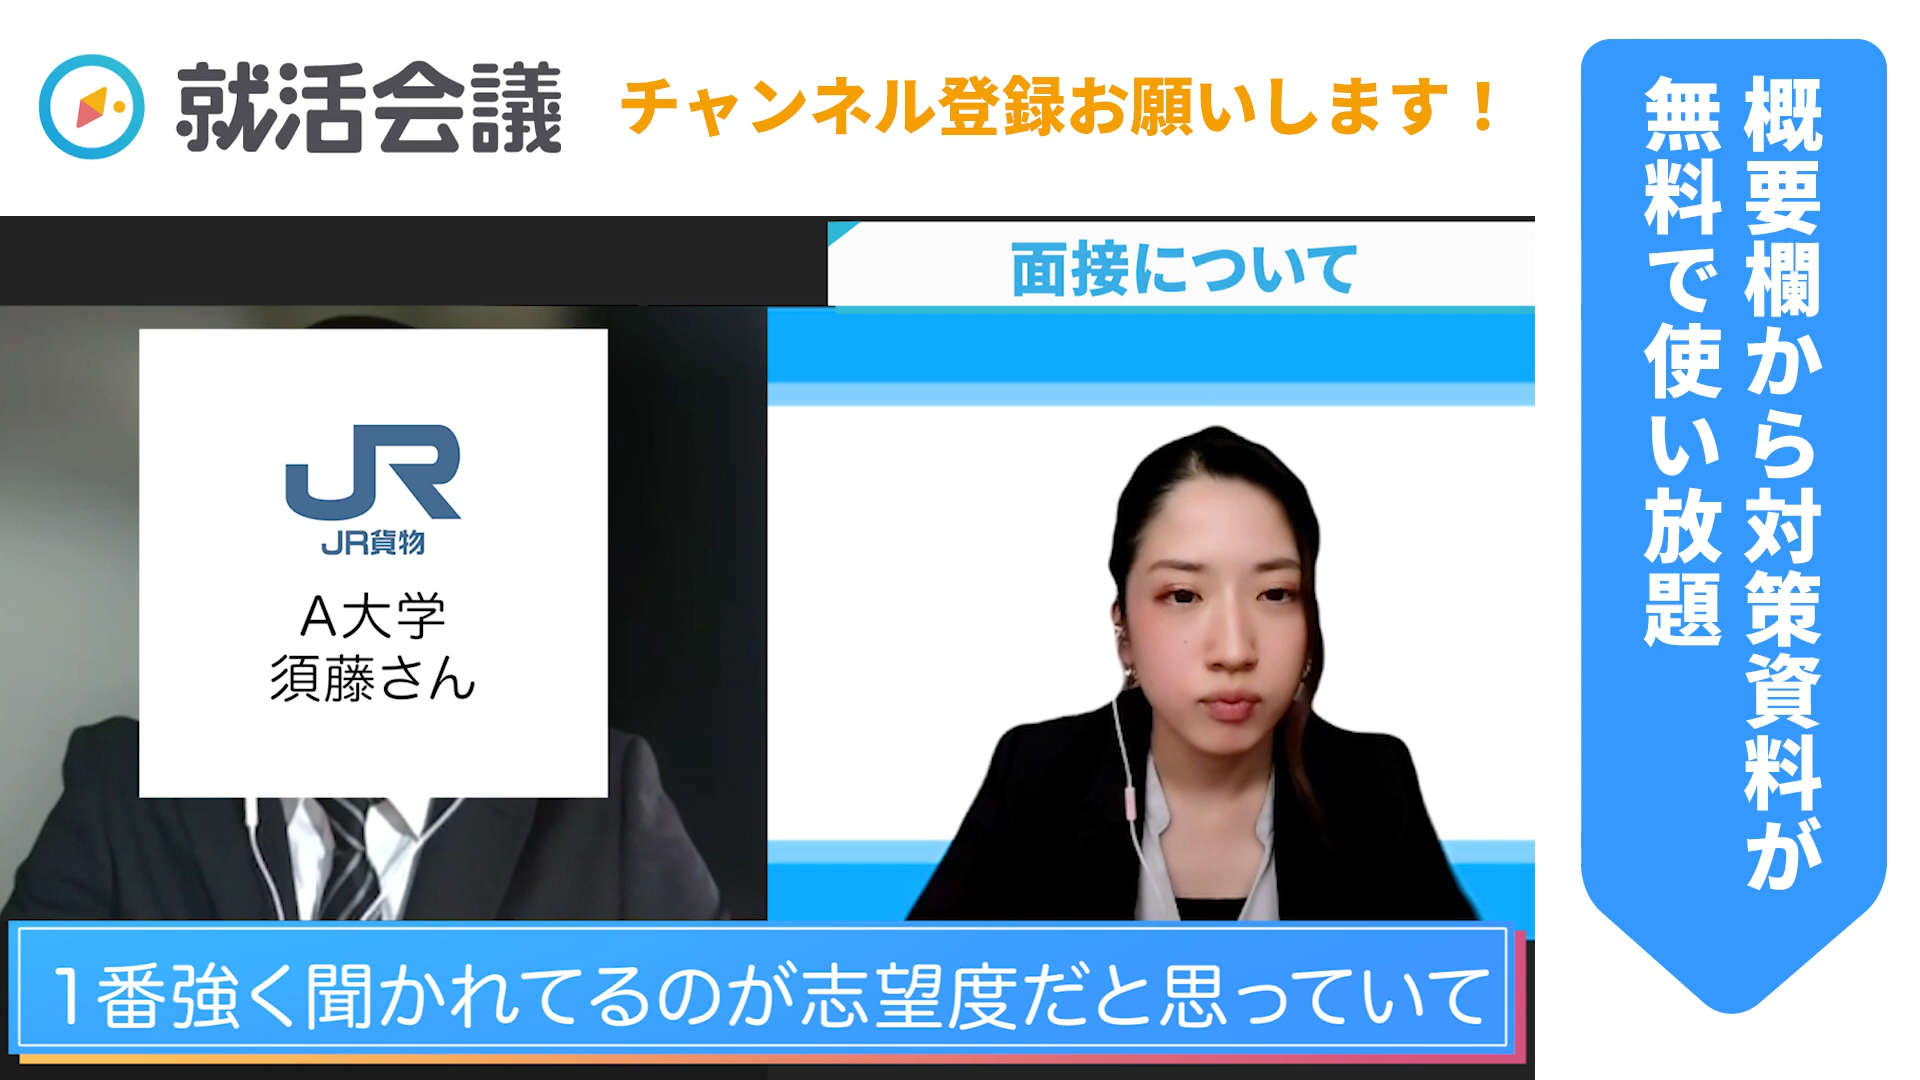 就活会議
チャンネル登録お願いします！
概要欄から対策資料が
無料で使い放題
面接について
JR
JR貨物
A大学
須藤さん
1番強く聞かれてるのが志望度だと思っていて